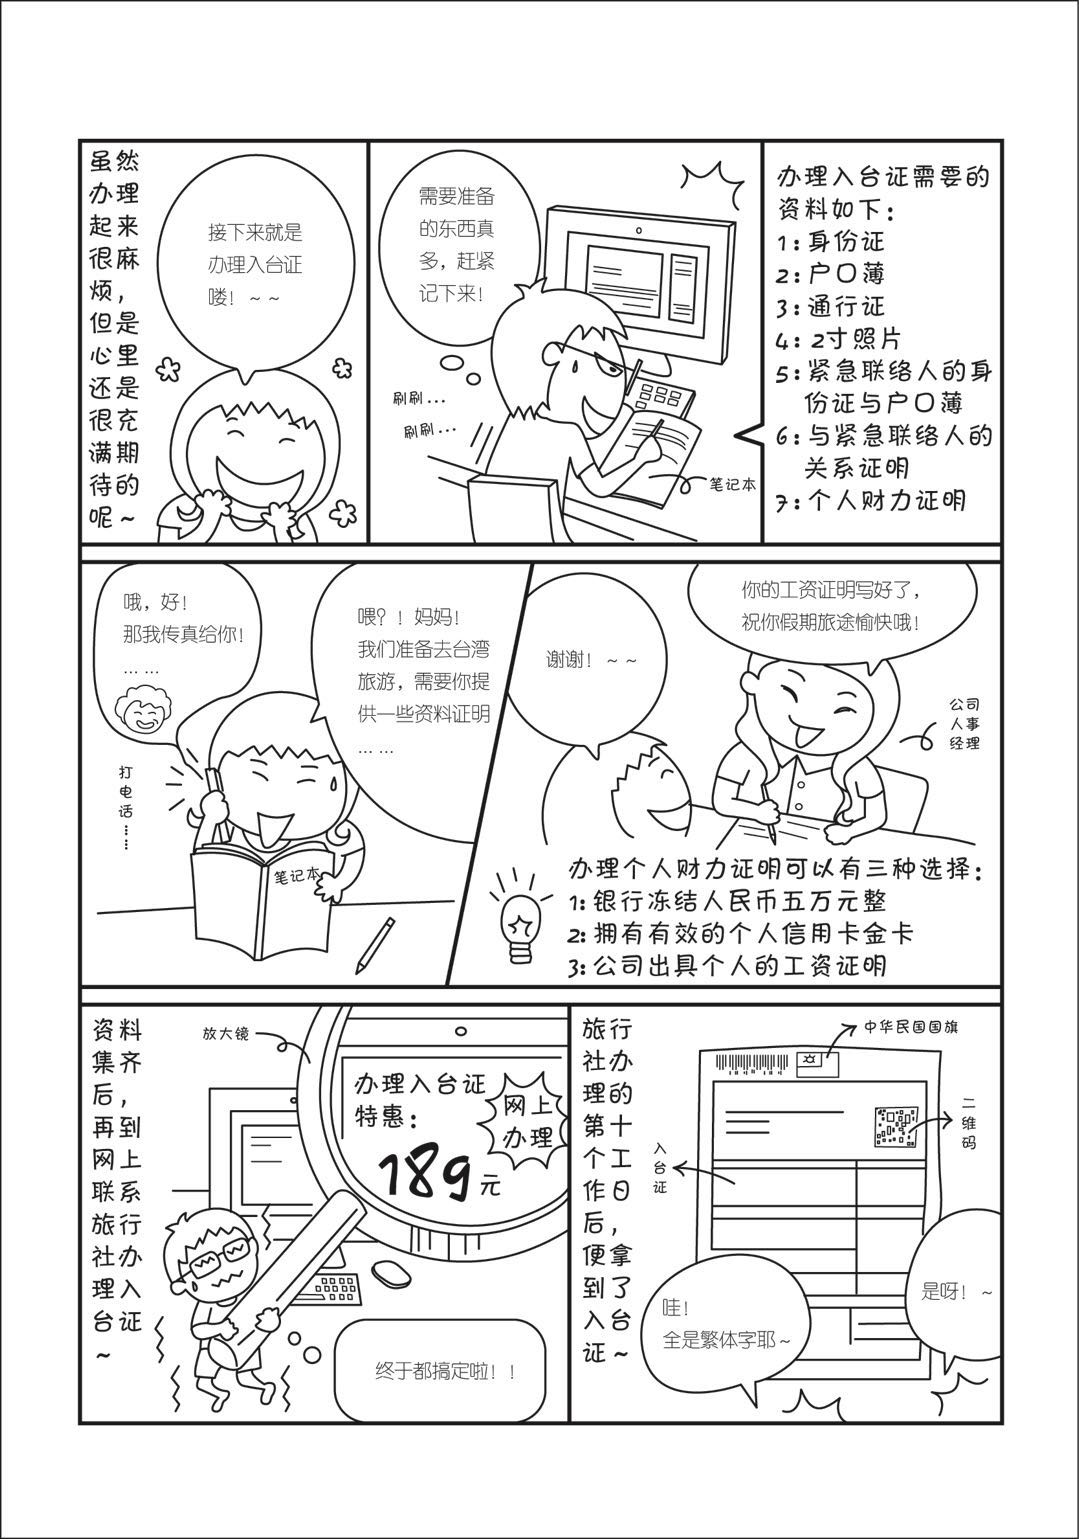 虽然
办理
起来
很麻
烦，
但是
心里
还是
很充
满期
待的
呢~
接下来就是
办理入台证
喽！~~
需要准备
的东西真
多，赶紧
记下来！
刷刷...
刷刷...
笔记本
办理入台证需要的
资料如下：
1：身份证
2：户口薄
3：通行证
4：2寸照片
5：紧急联络人的身
份证与户口薄
6：与紧急联络人的
关系证明
7：个人财力证明
哦，好！
那我传真给你！
……
喂？！妈妈！
我们准备去台湾
旅游，需要你提
供一些资料证明
……
打电话……
笔记本
谢谢！~~
你的工资证明写好了，
祝你假期旅途愉快哦！
公司
人事
经理
办理个人财力证明可以有三种选择：
1：银行冻结人民币五万元整
2：拥有有效的个人信用卡金卡
3：公司出具个人的工资证明
资料
集齐
后，
再到
网上
联系
旅行
社办
理入
台证
~
放大镜
办理入台证
特惠：
189元
网上
办理
终于都搞定啦！！
旅行
社办
理的
第十
个工
作日
后，
便拿
到了
入台
证~
中华民国国旗
二维码
入台证
哇！
全是繁体字耶~
是呀！~